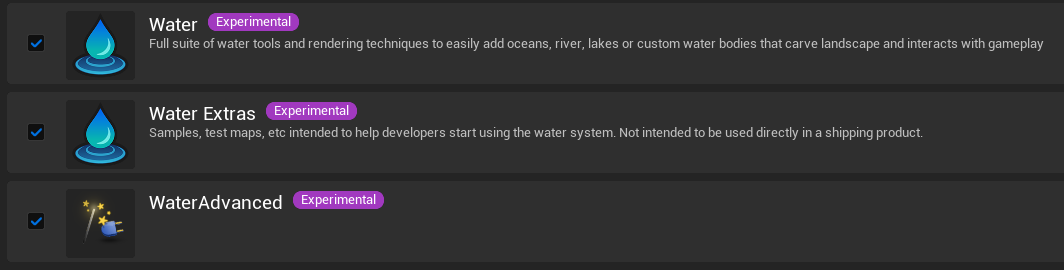 Water Experimental
Full suite of water tools and rendering techniques to easily add oceans, river, lakes or custom water bodies that carve landscape and interacts with gameplay
Water Extras Experimental
Samples, test maps, etc intended to help developers start using the water system. Not intended to be used directly in a shipping product.
WaterAdvanced Experimental